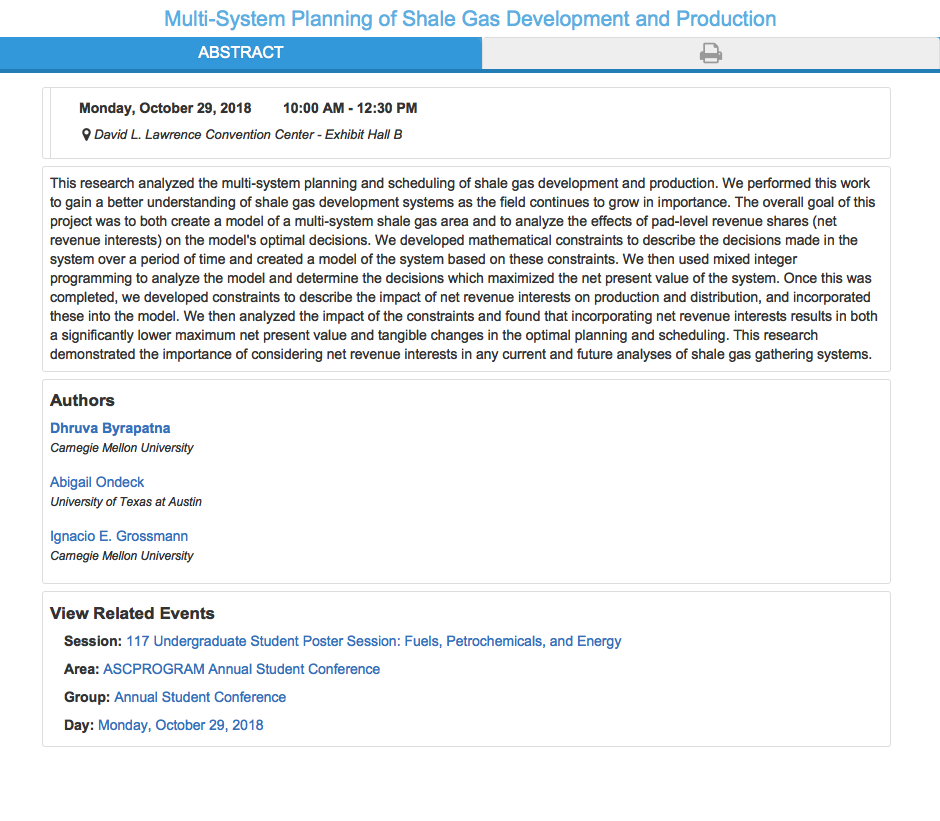 Multi-System Planning of Shale Gas Development and Production
ABSTRACT
Monday, October 29, 2018 10:00 AM - 12:30 PM
David L. Lawrence Convention Center - Exhibit Hall B
This research analyzed the multi-system planning and scheduling of shale gas development and production. We performed this work
to gain a better understanding of shale gas development systems as the field continues to grow in importance. The overall goal of this
project was to both create a model of a multi-system shale gas area and to analyze the effects of pad-level revenue shares (net
revenue interests) on the model's optimal decisions. We developed mathematical constraints to describe the decisions made in the
system over a period of time and created a model of the system based on these constraints. We then used mixed integer
programming to analyze the model and determine the decisions which maximized the net present value of the system. Once this was
completed, we developed constraints to describe the impact of net revenue interests on production and distribution, and incorporated
these into the model. We then analyzed the impact of the constraints and found that incorporating net revenue interests results in both
a significantly lower maximum net present value and tangible changes in the optimal planning and scheduling. This research
demonstrated the importance of considering net revenue interests in any current and future analyses of shale gas gathering systems.
Authors
Dhruva Byrapatna
Carnegie Mellon University
Abigail Ondeck
University of Texas at Austin
Ignacio E. Grossmann
Carnegie Mellon University
View Related Events
Session: 117 Undergraduate Student Poster Session: Fuels, Petrochemicals, and Energy
Area: ASCPROGRAM Annual Student Conference
Group: Annual Student Conference
Day: Monday, October 29, 2018